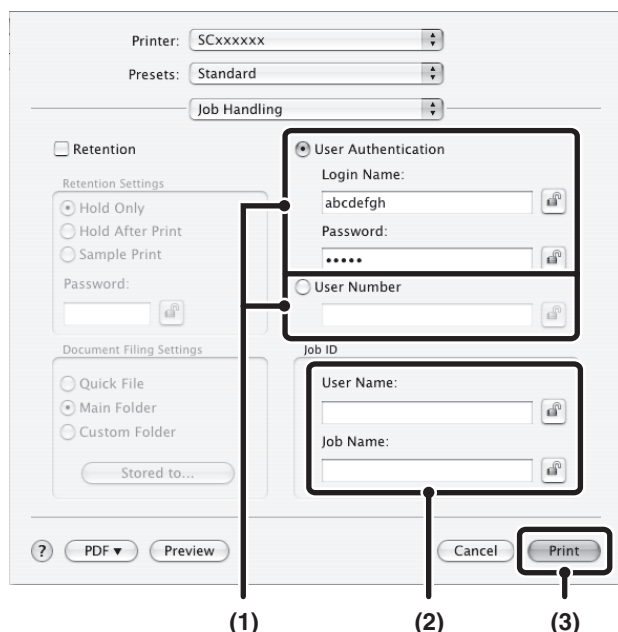 Printer: SCxxxxxx
Presets: Standard
Job Handling
Retention
Retention Settings
Hold Only
Hold After Print
Sample Print
Password:
User Authentication
Login Name:
abcdefgh
Password:
•••••
User Number
Document Filing Settings
Quick File
Main Folder
Custom Folder
Stored to...
Job ID
User Name:
Job Name:
? PDF▼ Preview Cancel Print
(1) (2) (3)